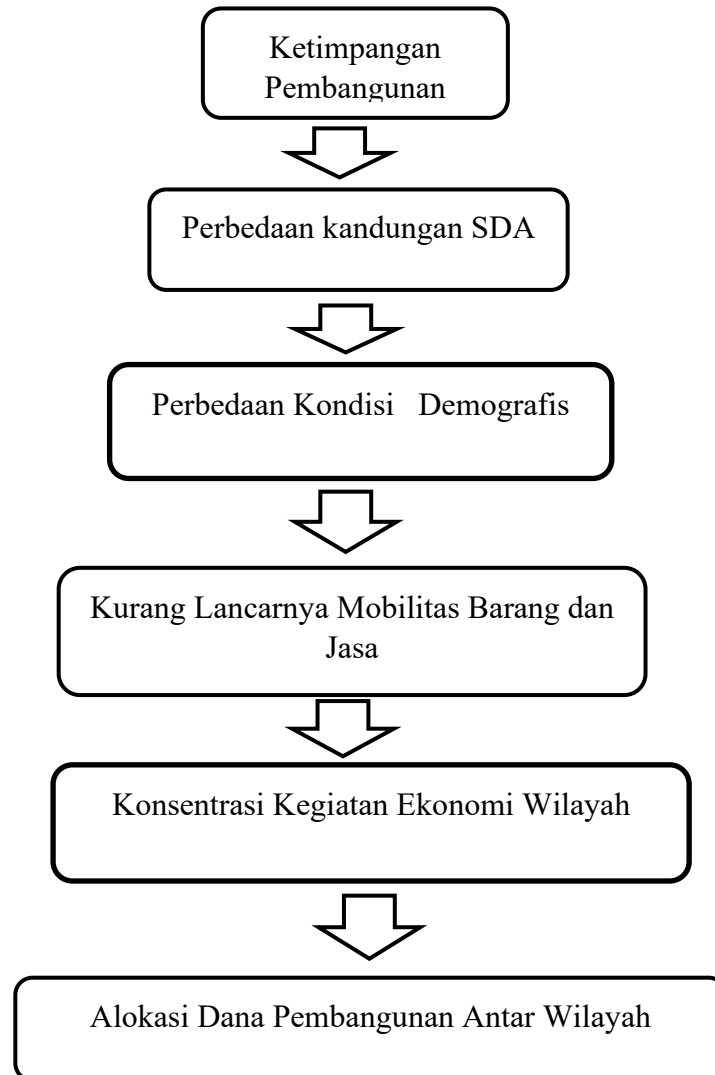 Ketimpangan
Pembangunan
Perbedaan kandungan SDA
Perbedaan Kondisi Demografis
Kurang Lancarnya Mobilitas Barang dan
Jasa
Konsentrasi Kegiatan Ekonomi Wilayah
Alokasi Dana Pembangunan Antar Wilayah